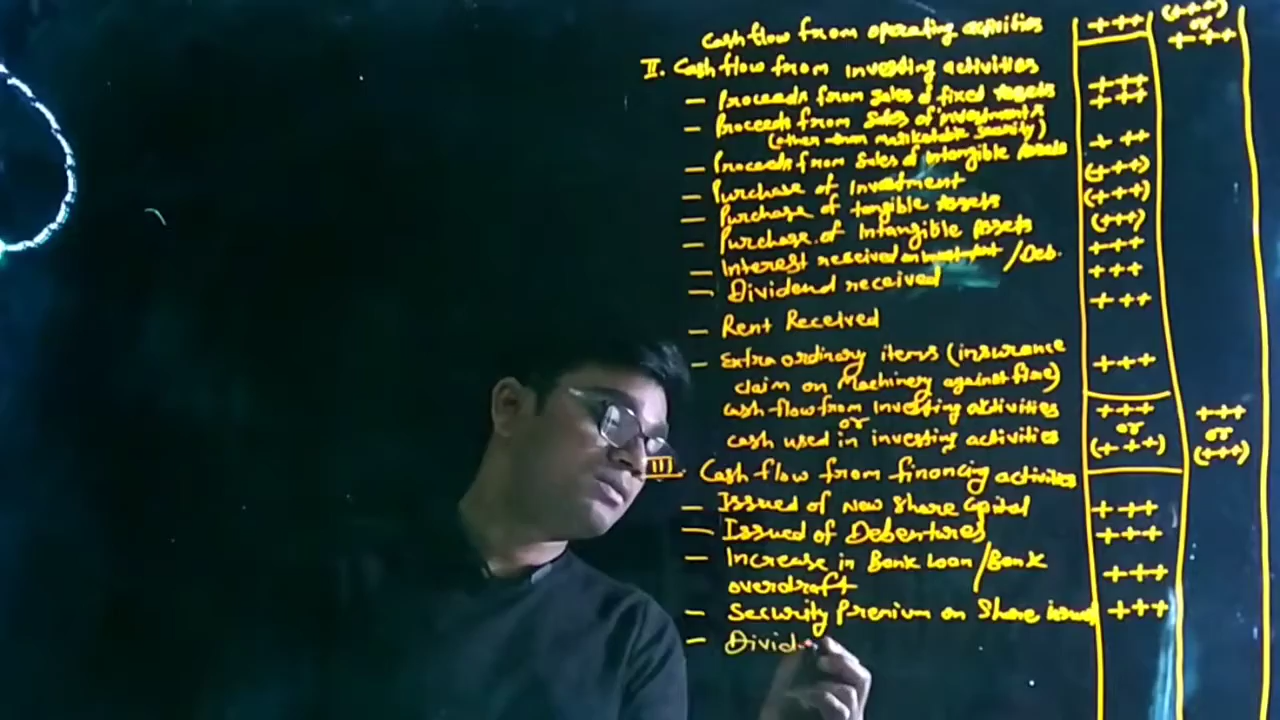 Cash flow from operating activities +++ (+++)
or
+++
II. Cash flow from investing activities
- Proceeds from sales of fixed Assets +++
- Proceeds from sales of investments +++
(other than marketable security)
- Proceeds from sales of Intangible Assets +++
- Purchase of Investment (+++)
- Purchase of tangible Assets (+++)
- Purchase of Intangible Assets (+++)
- Interest received on Investment / Deb. +++
- Dividend received +++
- Rent Received +++
- Extra ordinary items (insurance
claim on Machinery against fire) +++
cash flow from Investing activities +++ +++
or or or
cash used in investing activities (+++) (+++)
III. Cash flow from financing activities
- Issued of New Share Capital +++
- Issued of Debentures +++
- Increase in Bank Loan / Bank
overdraft +++
- Security Premium on Share issued +++
- Divid